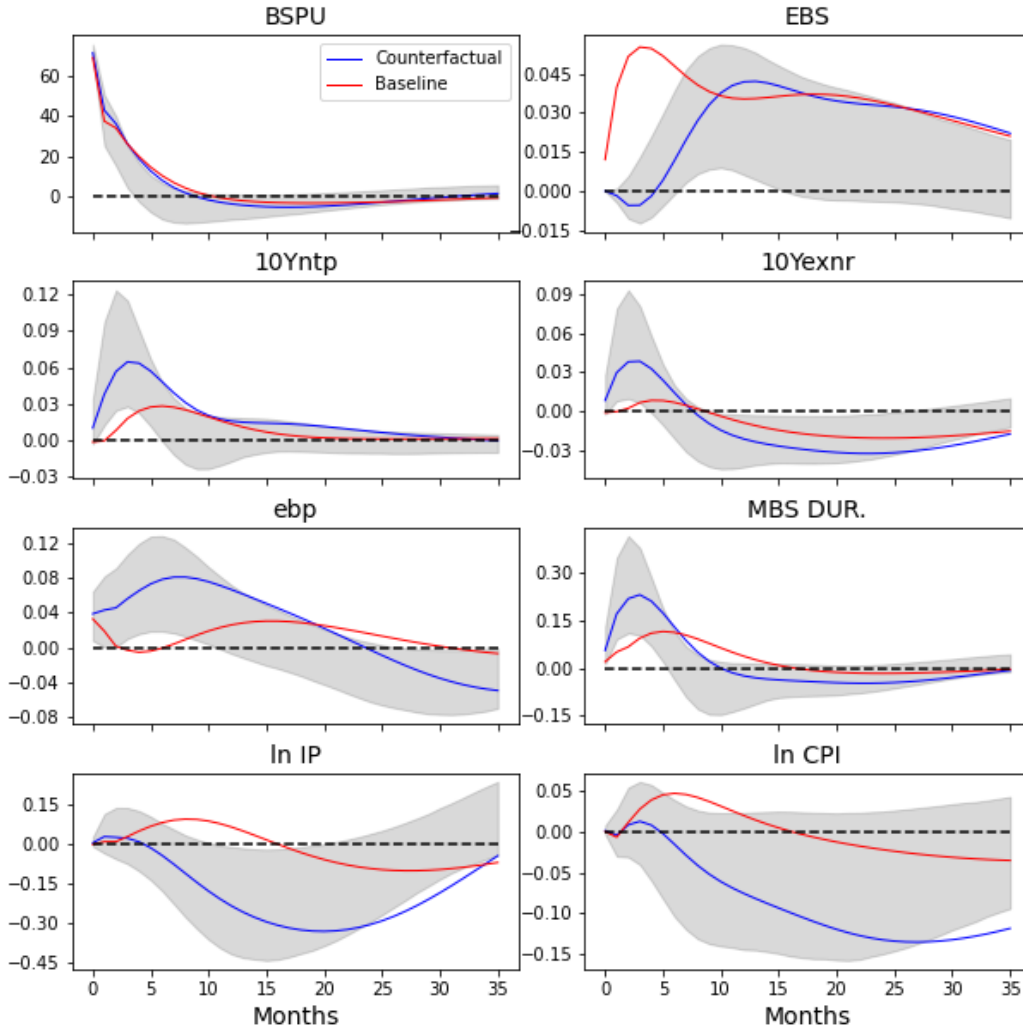 BSPU
60
40
20
0
Counterfactual
Baseline
EBS
0.045
0.030
0.015
0.000
−0.015
10Yntp
0.12
0.09
0.06
0.03
0.00
−0.03
10Yexnr
0.09
0.06
0.03
0.00
−0.03
ebp
0.12
0.08
0.04
0.00
−0.04
−0.08
MBS DUR.
0.30
0.15
0.00
−0.15
ln IP
0.15
0.00
−0.15
−0.30
−0.45
0 5 10 15 20 25 30 35
Months
ln CPI
0.05
0.00
−0.05
−0.10
−0.15
0 5 10 15 20 25 30 35
Months